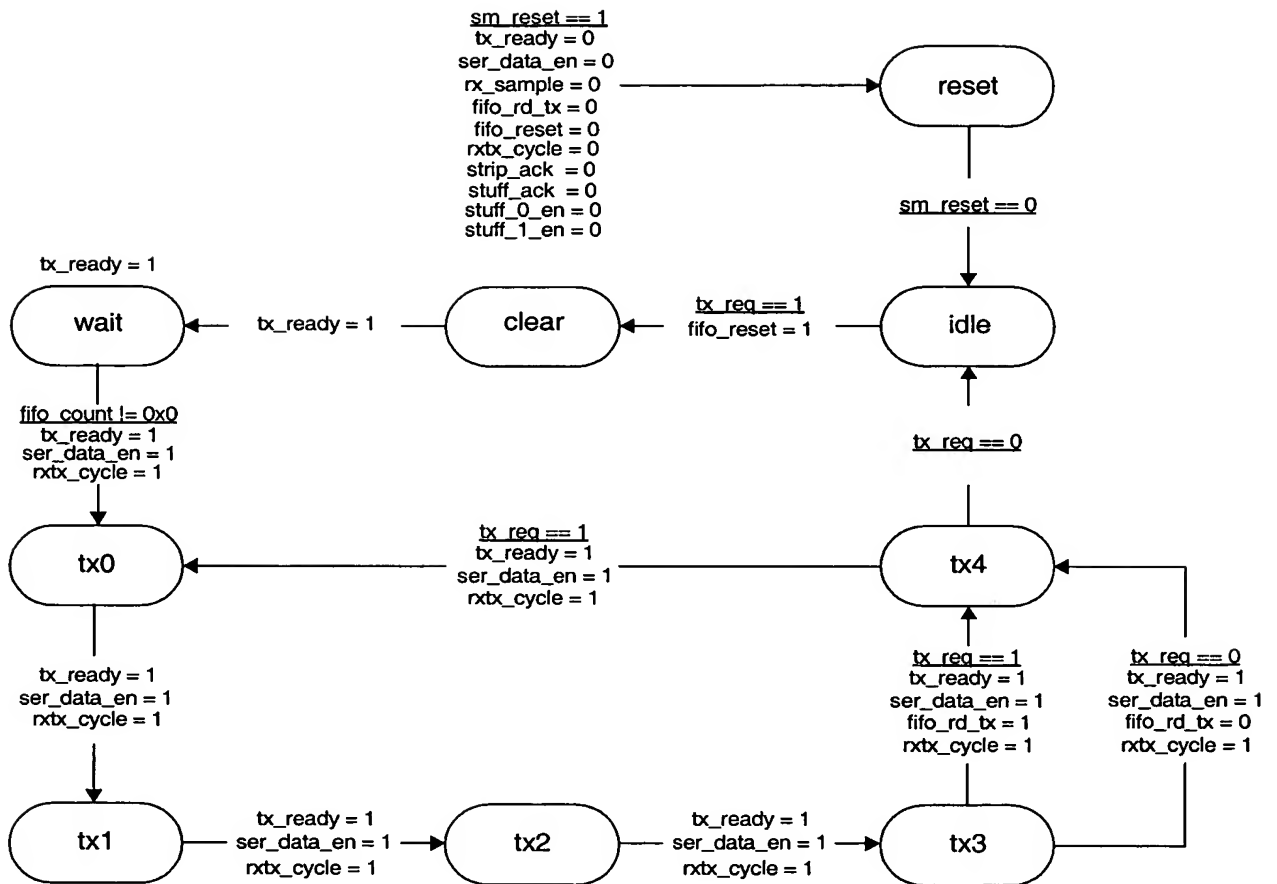 sm_reset == 1
tx_ready = 0
ser_data_en = 0
rx_sample = 0
fifo_rd_tx = 0
fifo_reset = 0
rxtx_cycle = 0
strip_ack = 0
stuff_ack = 0
stuff_0_en = 0
stuff_1_en = 0
reset
sm_reset == 0
tx_ready = 1
wait
tx_ready = 1
clear
tx_req == 1
fifo_reset = 1
idle
fifo_count != 0x0
tx_ready = 1
ser_data_en = 1
rxtx_cycle = 1
tx_req == 0
tx0
tx_req == 1
tx_ready = 1
ser_data_en = 1
rxtx_cycle = 1
tx4
tx_ready = 1
ser_data_en = 1
rxtx_cycle = 1
tx_req == 1
tx_ready = 1
ser_data_en = 1
fifo_rd_tx = 1
rxtx_cycle = 1
tx_req == 0
tx_ready = 1
ser_data_en = 1
fifo_rd_tx = 0
rxtx_cycle = 1
tx1
tx_ready = 1
ser_data_en = 1
rxtx_cycle = 1
tx2
tx_ready = 1
ser_data_en = 1
rxtx_cycle = 1
tx3